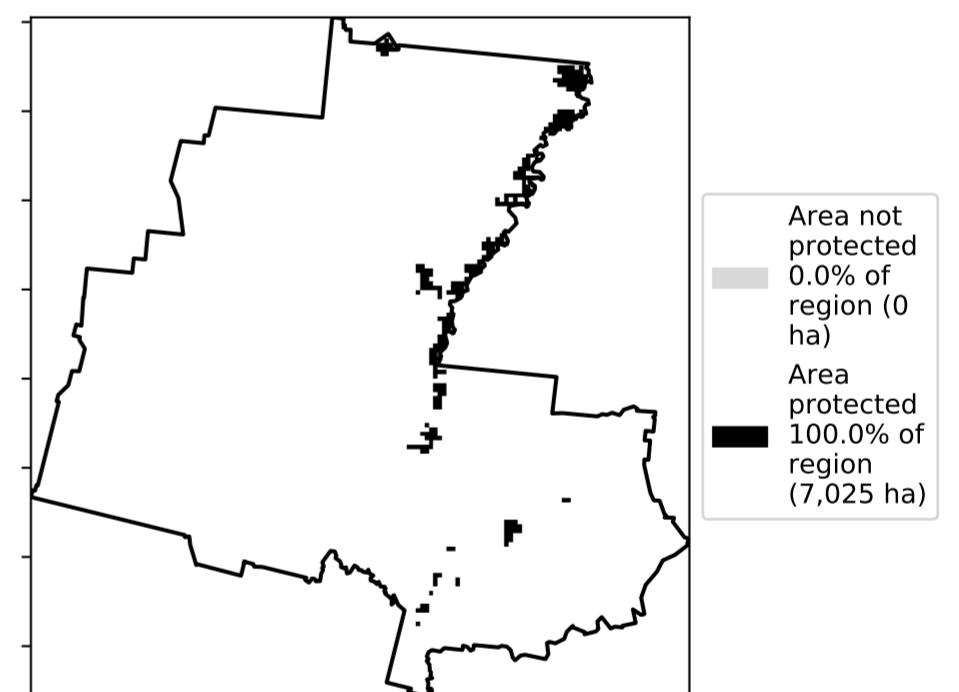 Area not
protected
0.0% of
region (0
ha)
Area
protected
100.0% of
region
(7,025 ha)